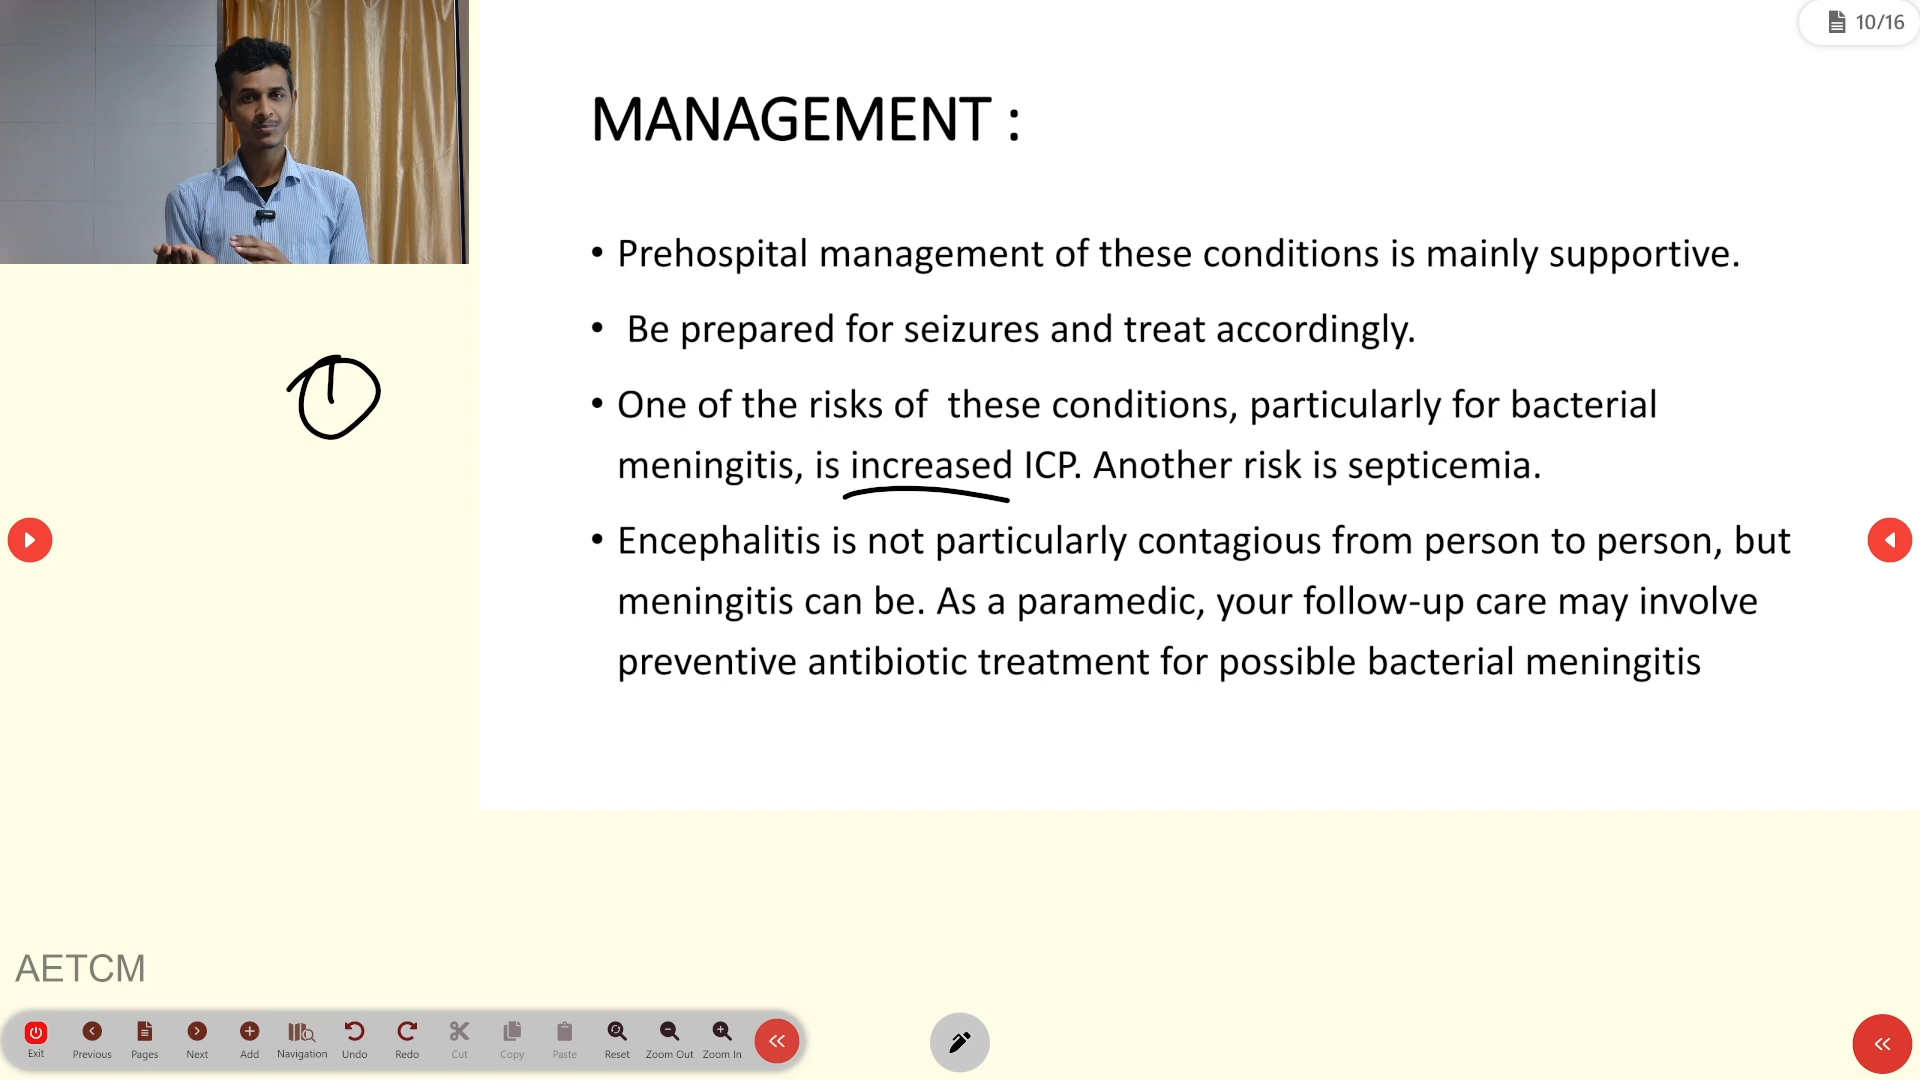 10/16
MANAGEMENT :
• Prehospital management of these conditions is mainly supportive.
• Be prepared for seizures and treat accordingly.
• One of the risks of these conditions, particularly for bacterial
meningitis, is increased ICP. Another risk is septicemia.
• Encephalitis is not particularly contagious from person to person, but
meningitis can be. As a paramedic, your follow-up care may involve
preventive antibiotic treatment for possible bacterial meningitis
1
AETCM
Exit Previous Pages Next Add Navigation Undo Redo Cut Copy Paste Reset Zoom Out Zoom In